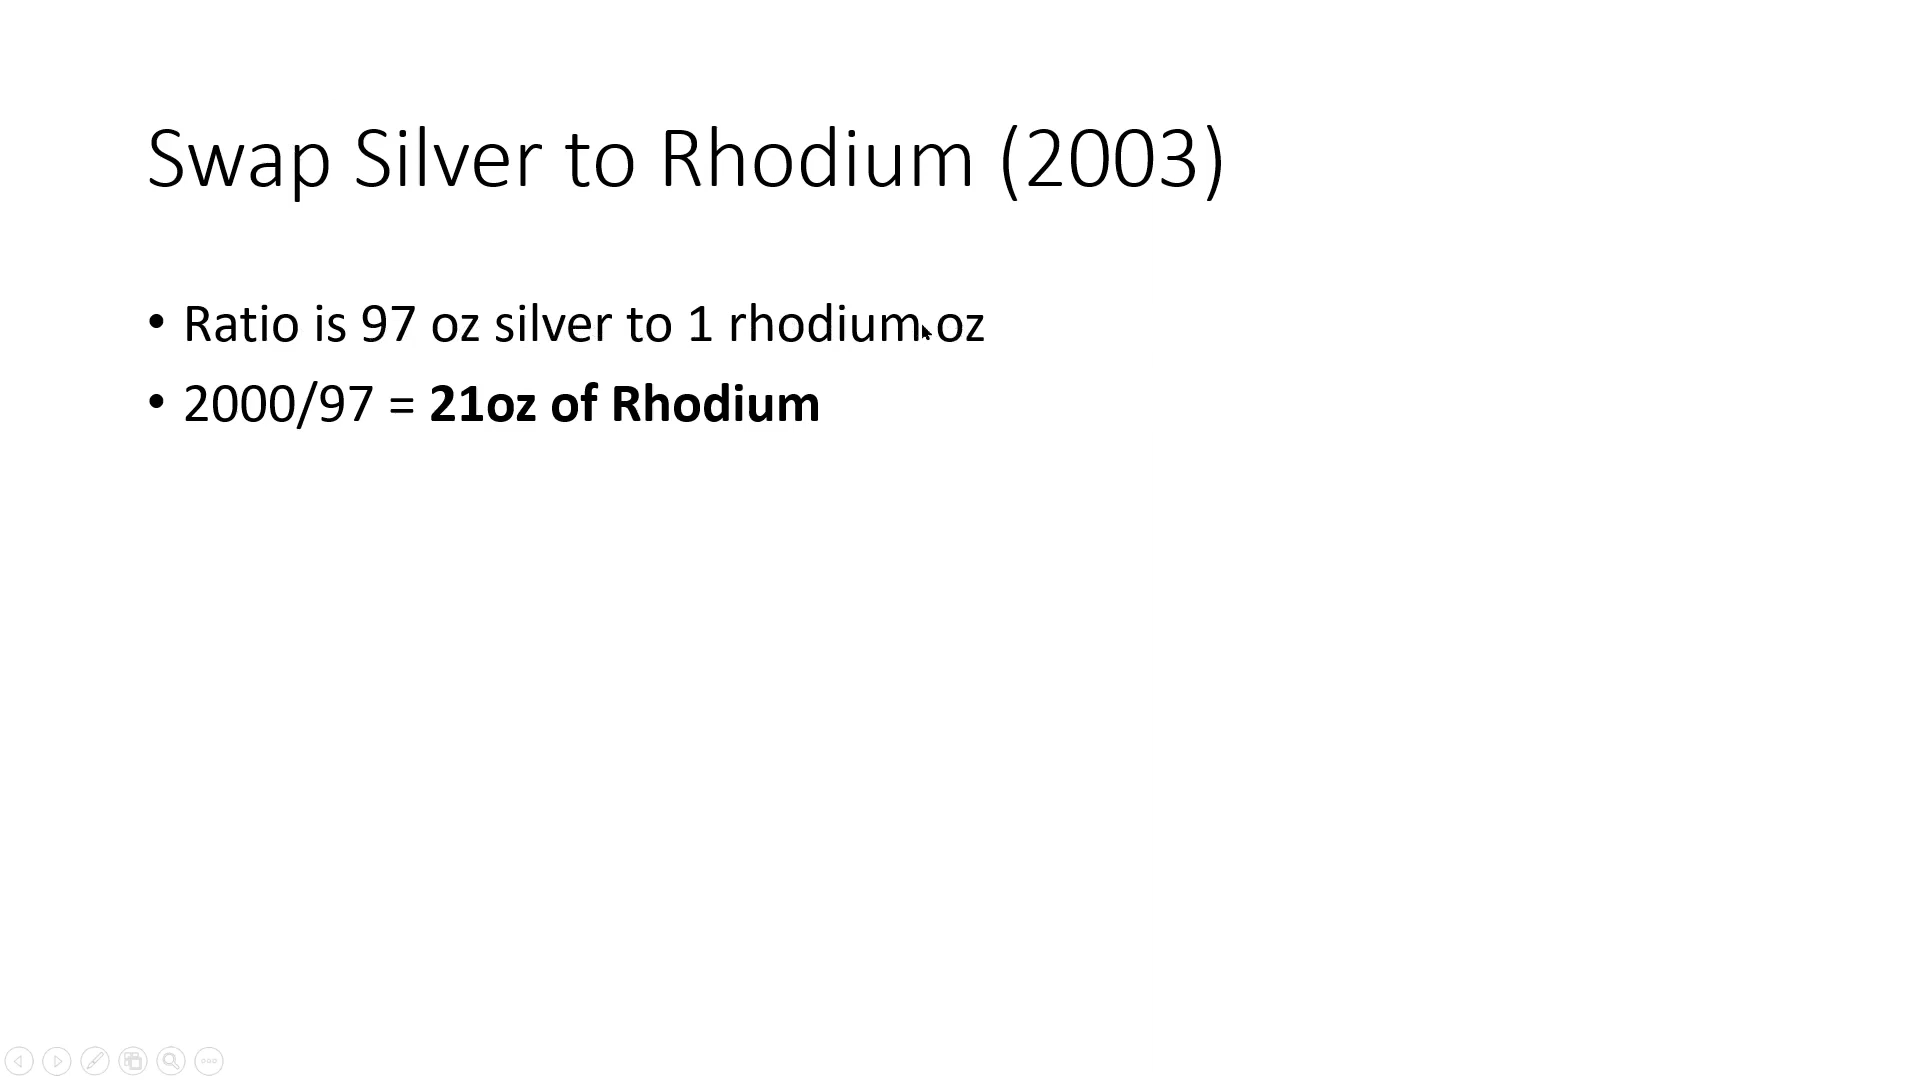 Swap Silver to Rhodium (2003)
• Ratio is 97 oz silver to 1 rhodium oz
• 2000/97 = 21oz of Rhodium